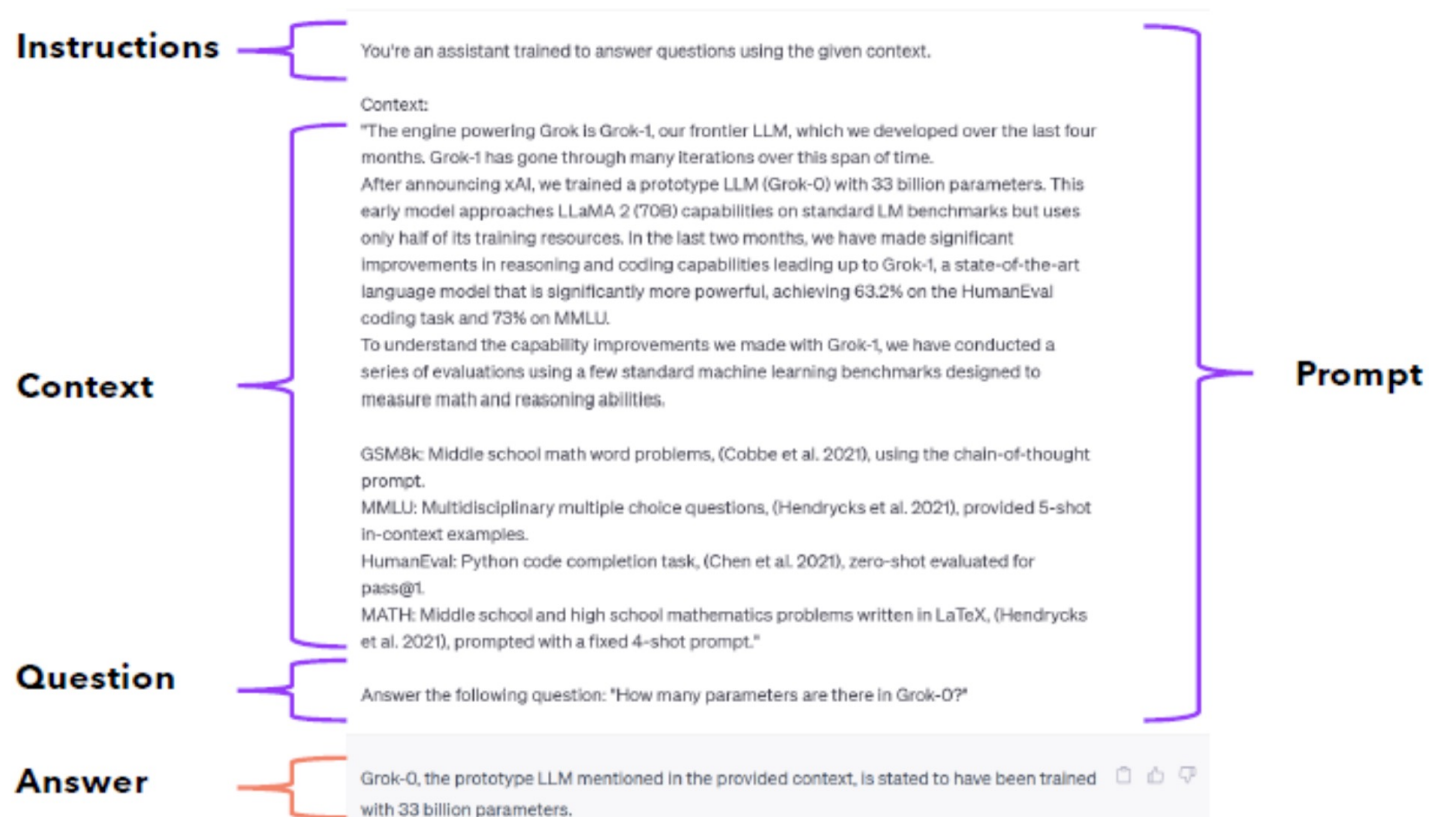 Instructions
You're an assistant trained to answer questions using the given context.
Context:
"The engine powering Grok is Grok-1, our frontier LLM, which we developed over the last four
months. Grok-1 has gone through many iterations over this span of time.
After announcing xAI, we trained a prototype LLM (Grok-0) with 33 billion parameters. This
early model approaches LLaMA 2 (70B) capabilities on standard LM benchmarks but uses
only half of its training resources. In the last two months, we have made significant
improvements in reasoning and coding capabilities leading up to Grok-1, a state-of-the-art
language model that is significantly more powerful, achieving 63.2% on the HumanEval
coding task and 73% on MMLU.
To understand the capability improvements we made with Grok-1, we have conducted a
series of evaluations using a few standard machine learning benchmarks designed to
measure math and reasoning abilities.
Context
Prompt
GSM8k: Middle school math word problems, (Cobbe et al. 2021), using the chain-of-thought
prompt.
MMLU: Multidisciplinary multiple choice questions, (Hendrycks et al. 2021), provided 5-shot
in-context examples.
HumanEval: Python code completion task, (Chen et al. 2021), zero-shot evaluated for
pass@1.
MATH: Middle school and high school mathematics problems written in LaTeX, (Hendrycks
et al. 2021), prompted with a fixed 4-shot prompt."
Question
Answer the following question: "How many parameters are there in Grok-0?"
Answer
Grok-0, the prototype LLM mentioned in the provided context, is stated to have been trained
with 33 billion parameters.